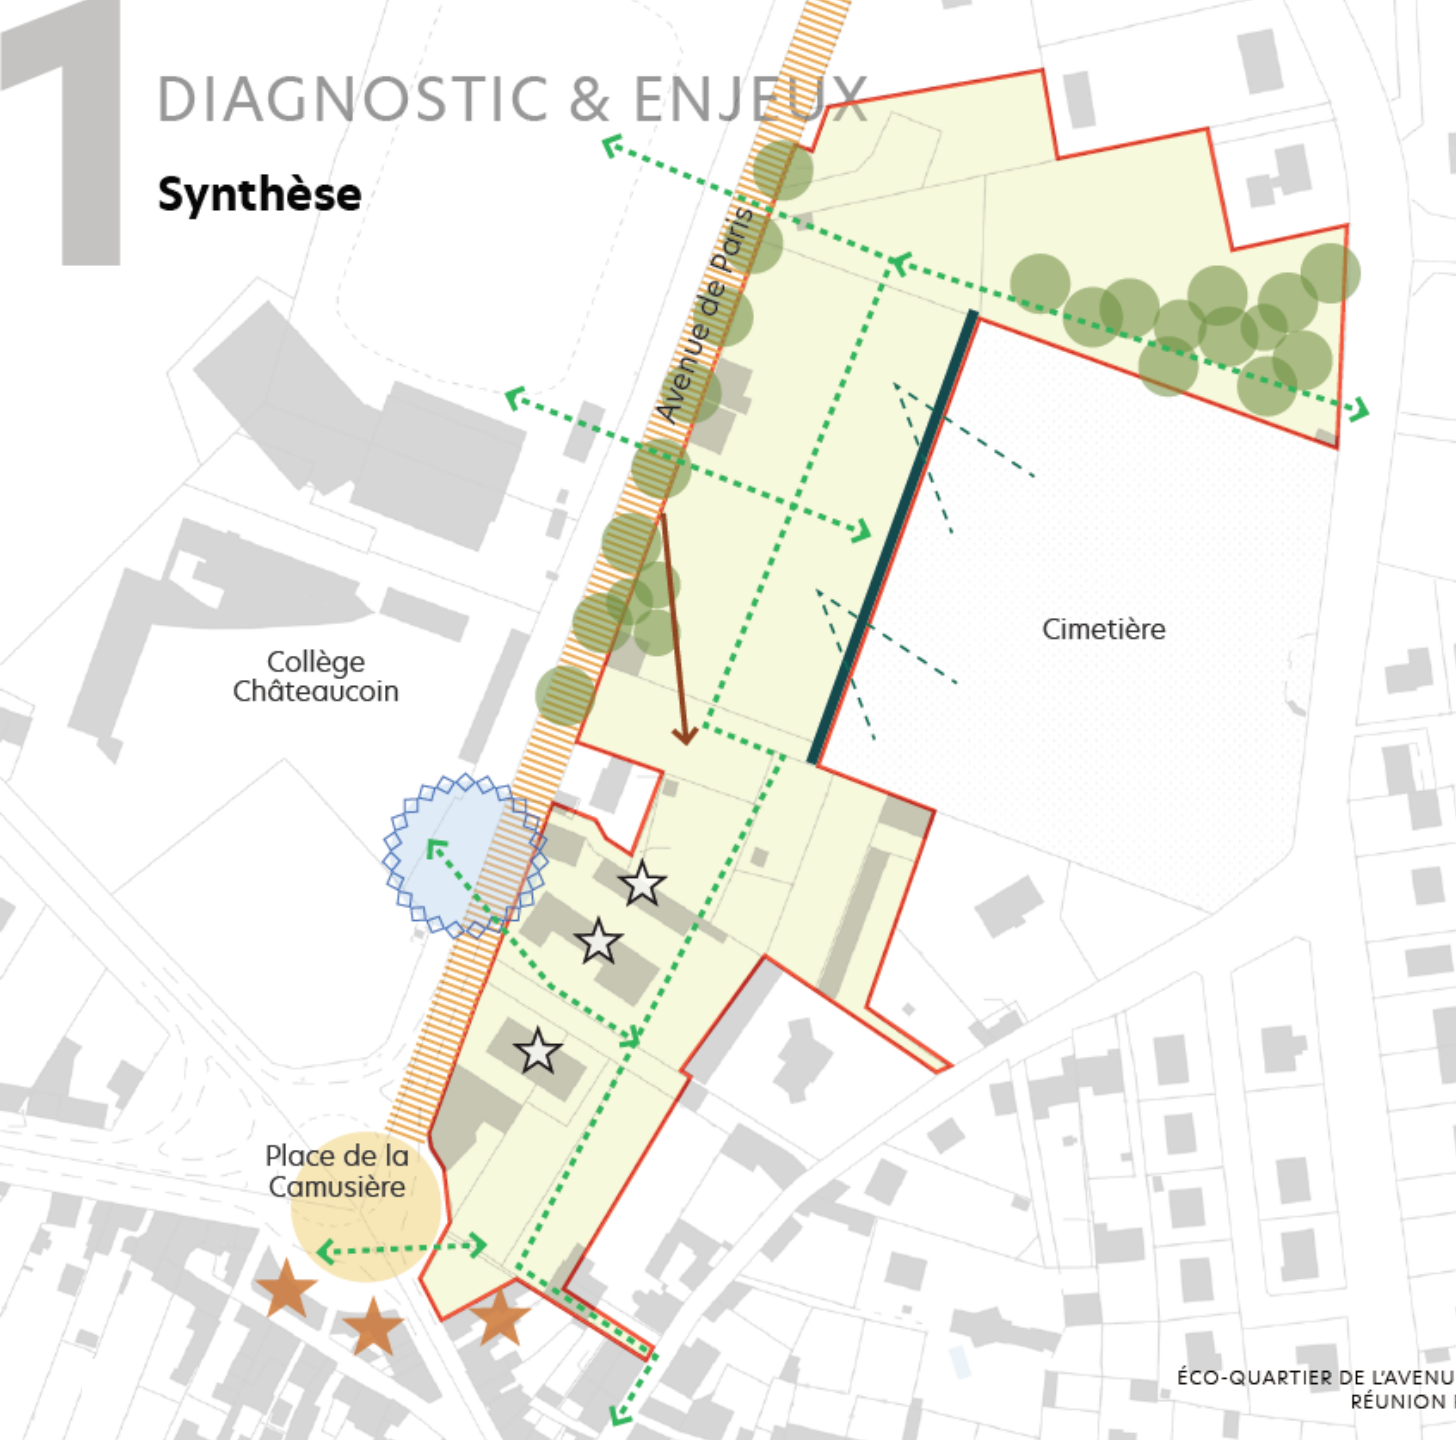 1
DIAGNOSTIC & ENJEUX
Synthèse
Avenue de Paris
Cimetière
Collège
Châteaucoin
Place de la
Camusière
ÉCO-QUARTIER DE L'AVENU
RÉUNION